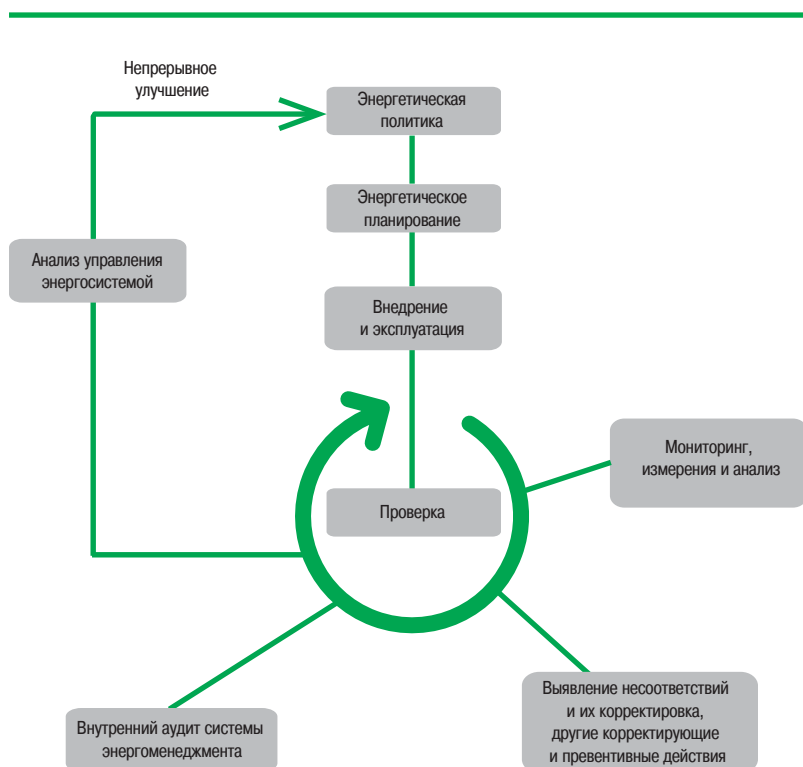 Непрерывное
улучшение
Энергетическая
политика
Энергетическое
планирование
Анализ управления
энергосистемой
Внедрение
и эксплуатация
Мониторинг,
измерения и анализ
Проверка
Выявление несоответствий
и их корректировка,
другие корректирующие
и превентивные действия
Внутренний аудит системы
энергоменеджмента